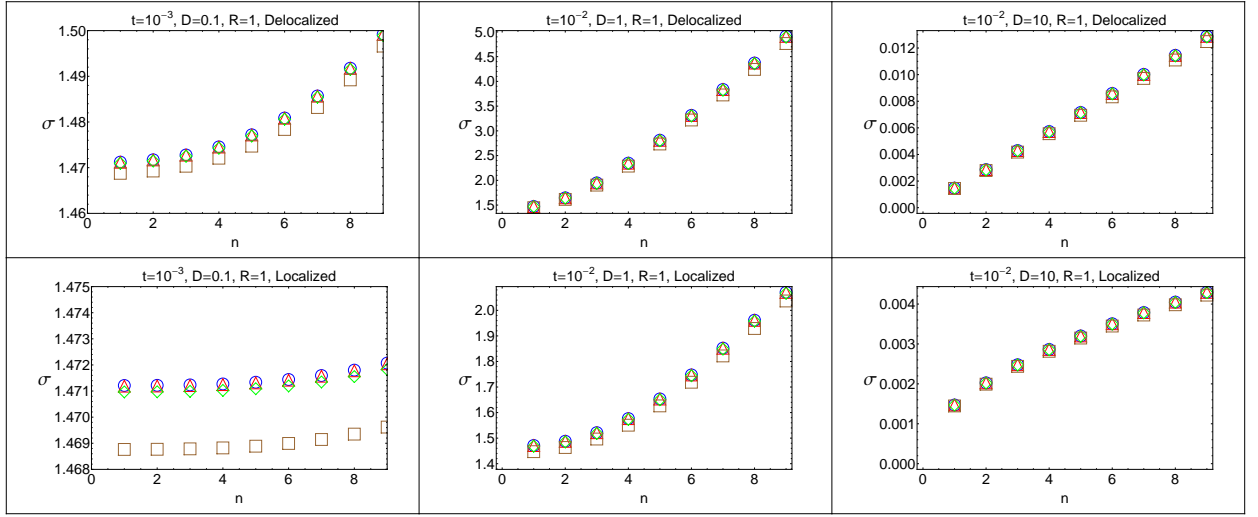 t=10⁻³, D=0.1, R=1, Delocalized
1.50
1.49
1.48
1.47
1.46
σ
0 2 4 6 8
n
t=10⁻², D=1, R=1, Delocalized
5.0
4.5
4.0
3.5
3.0
2.5
2.0
1.5
σ
0 2 4 6 8
n
t=10⁻², D=10, R=1, Delocalized
0.012
0.010
0.008
0.006
0.004
0.002
0.000
σ
0 2 4 6 8
n
t=10⁻³, D=0.1, R=1, Localized
1.475
1.474
1.473
1.472
1.471
1.470
1.469
1.468
σ
0 2 4 6 8
n
t=10⁻², D=1, R=1, Localized
2.0
1.9
1.8
1.7
1.6
1.5
1.4
σ
0 2 4 6 8
n
t=10⁻², D=10, R=1, Localized
0.004
0.003
0.002
0.001
0.000
σ
0 2 4 6 8
n